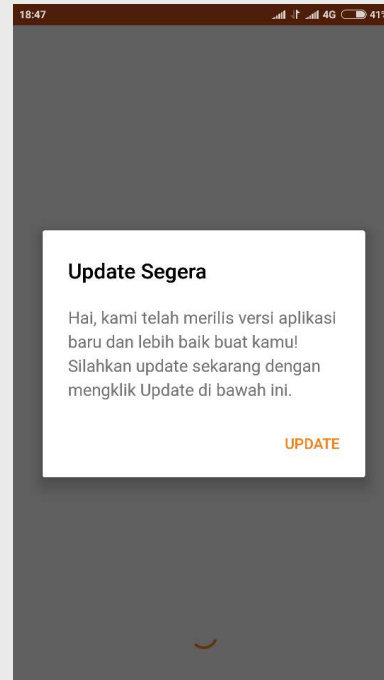 18:47 4G 41%
Update Segera
Hai, kami telah merilis versi aplikasi
baru dan lebih baik buat kamu!
Silahkan update sekarang dengan
mengklik Update di bawah ini.
UPDATE